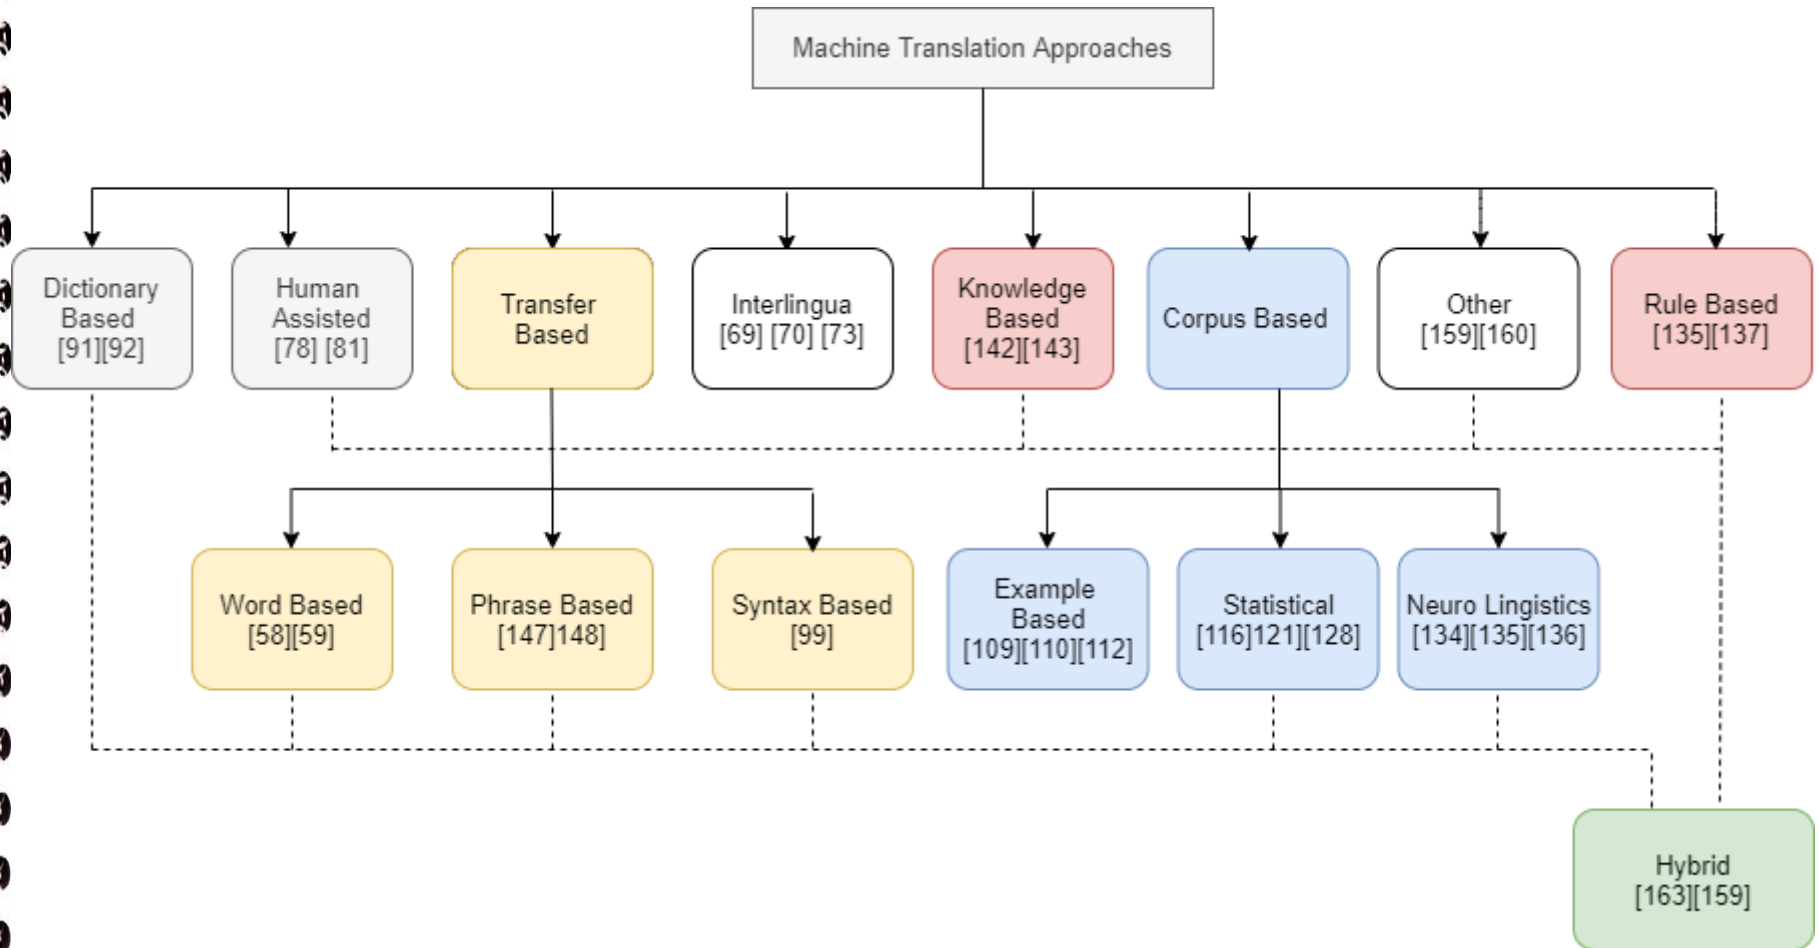 Machine Translation Approaches
Dictionary
Based
[91][92]
Human
Assisted
[78] [81]
Transfer
Based
Interlingua
[69] [70] [73]
Knowledge
Based
[142][143]
Corpus Based
Other
[159][160]
Rule Based
[135][137]
Word Based
[58][59]
Phrase Based
[147]148]
Syntax Based
[99]
Example
Based
[109][110][112]
Statistical
[116]121][128]
Neuro Lingistics
[134][135][136]
Hybrid
[163][159]